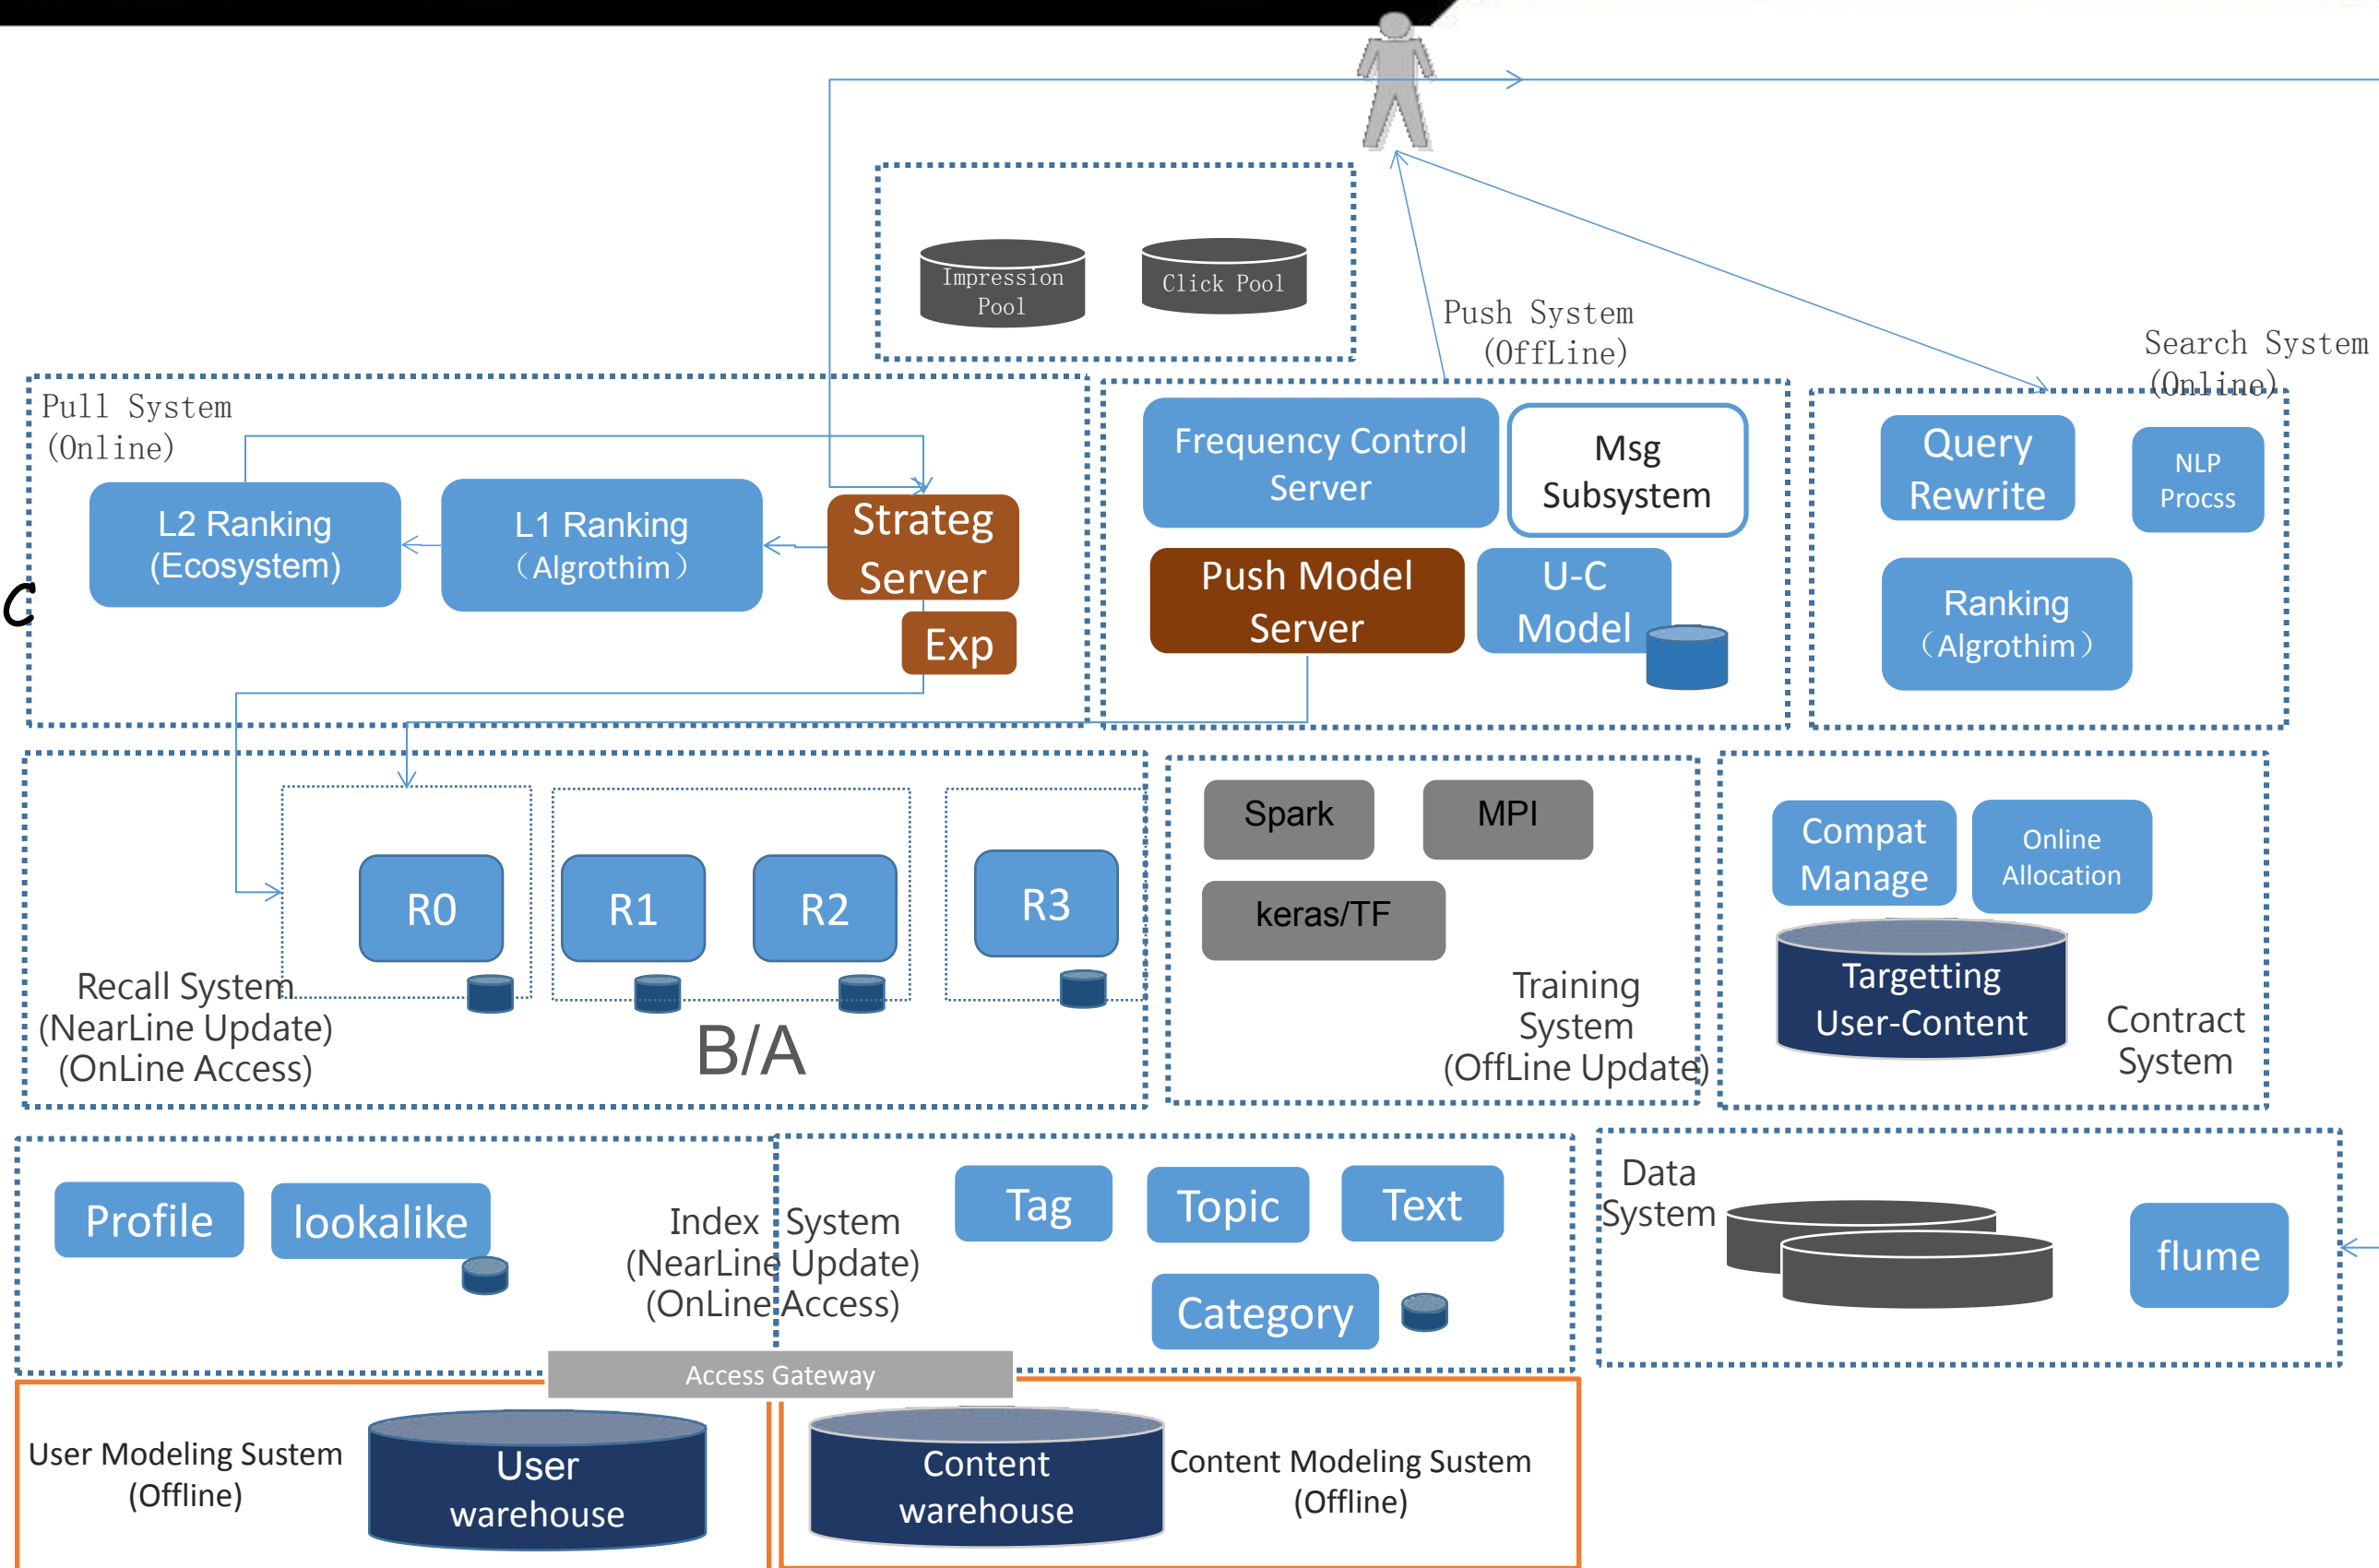 Impression
Pool
Click Pool
Push System
(OffLine)
Search System
(Online)
Pull System
(Online)
L2 Ranking
(Ecosystem)
L1 Ranking
（Algrothim）
Strateg
Server
Exp
Frequency Control
Server
Msg
Subsystem
Push Model
Server
U-C
Model
Query
Rewrite
NLP
Procss
Ranking
（Algrothim）
C
R0
R1
R2
R3
Recall System
(NearLine Update)
(OnLine Access)
B/A
Spark
MPI
keras/TF
Training
System
(OffLine Update)
Compat
Manage
Online
Allocation
Targetting
User-Content
Contract
System
Profile
lookalike
Index System
(NearLine Update)
(OnLine Access)
Tag
Topic
Text
Category
Data
System
flume
Access Gateway
User Modeling Sustem
(Offline)
User
warehouse
Content
warehouse
Content Modeling Sustem
(Offline)